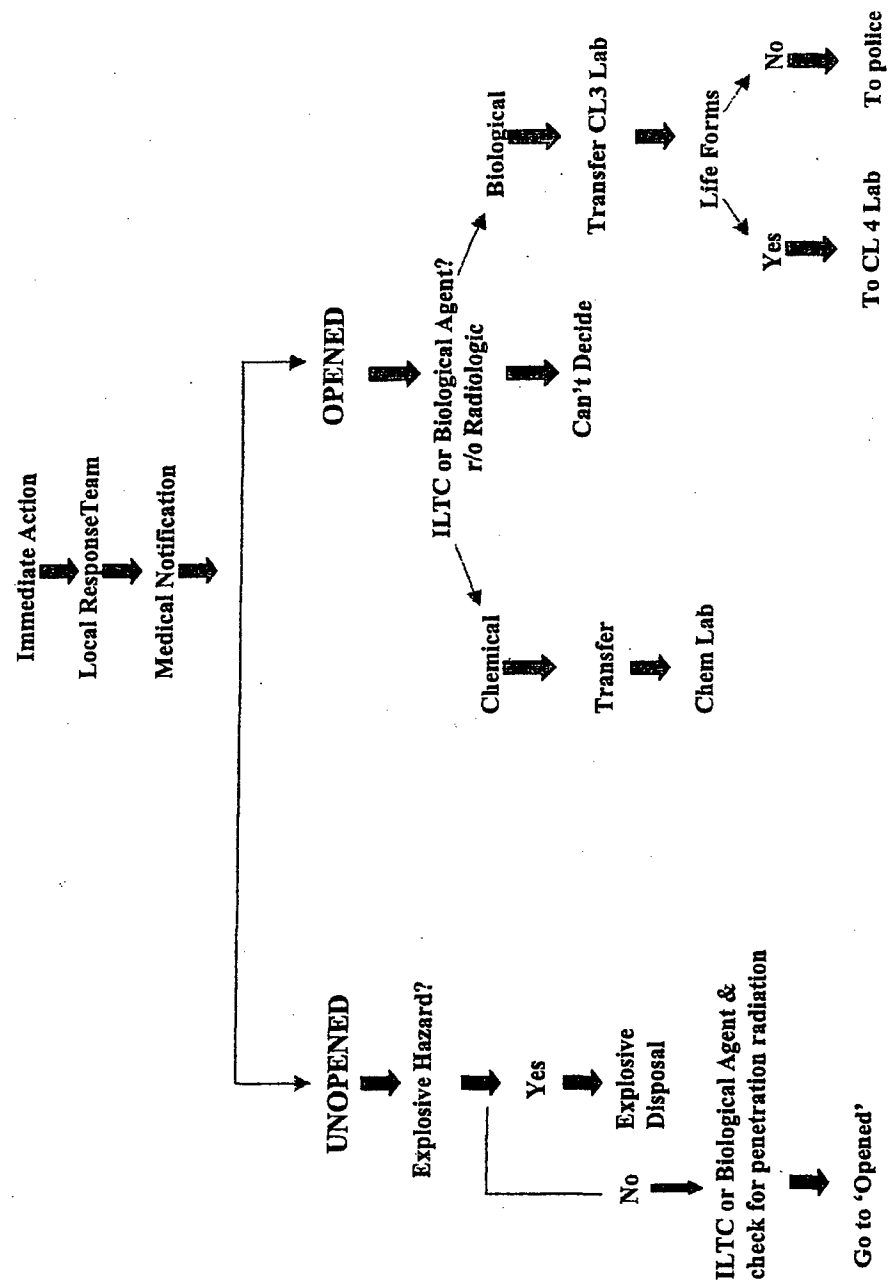 Immediate Action
Local ResponseTeam
Medical Notification
UNOPENED
Explosive Hazard?
Yes
Explosive
Disposal
No
ILTC or Biological Agent &
check for penetration radiation
Go to ‘Opened’
OPENED
ILTC or Biological Agent?
r/o Radiologic
Chemical
Transfer
Chem Lab
Can't Decide
Biological
Transfer CL3 Lab
Life Forms
Yes
To CL 4 Lab
No
To police